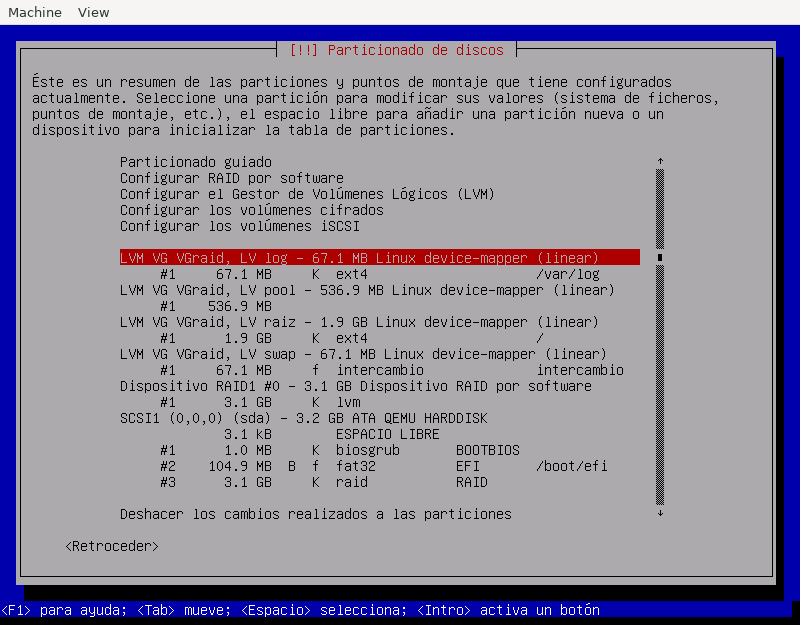 Machine View
[!!] Particionado de discos
Éste es un resumen de las particiones y puntos de montaje que tiene configurados
actualmente. Seleccione una partición para modificar sus valores (sistema de ficheros,
puntos de montaje, etc.), el espacio libre para añadir una partición nueva o un
dispositivo para inicializar la tabla de particiones.
Particionado guiado
Configurar RAID por software
Configurar el Gestor de Volúmenes Lógicos (LVM)
Configurar los volúmenes cifrados
Configurar los volúmenes iSCSI
LVM VG VGraid, LV log - 67.1 MB Linux device-mapper (linear)
#1 67.1 MB K ext4 /var/log
LVM VG VGraid, LV pool - 536.9 MB Linux device-mapper (linear)
#1 536.9 MB
LVM VG VGraid, LV raiz - 1.9 GB Linux device-mapper (linear)
#1 1.9 GB K ext4 /
LVM VG VGraid, LV swap - 67.1 MB Linux device-mapper (linear)
#1 67.1 MB f intercambio intercambio
Dispositivo RAID1 #0 - 3.1 GB Dispositivo RAID por software
#1 3.1 GB K lvm
SCSI1 (0,0,0) (sda) - 3.2 GB ATA QEMU HARDDISK
3.1 kB ESPACIO LIBRE
#1 1.0 MB K biosgrub BOOTBIOS
#2 104.9 MB B f fat32 EFI /boot/efi
#3 3.1 GB K raid RAID
Deshacer los cambios realizados a las particiones
<Retroceder>
<F1> para ayuda; <Tab> mueve; <Espacio> selecciona; <Intro> activa un botón